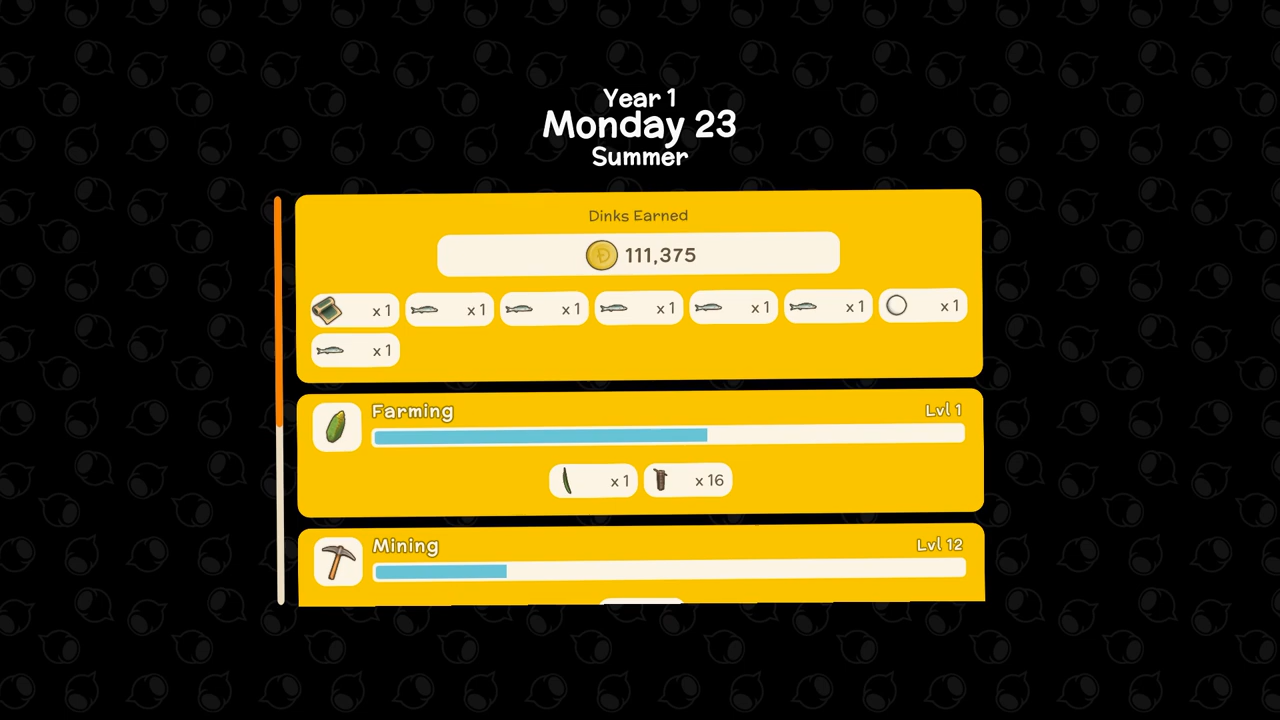 Year 1
Monday 23
Summer
Dinks Earned
111,375
x 1 x 1 x 1 x 1 x 1 x 1 x 1
x 1
Farming Lvl 1
x 1 x 16
Mining Lvl 12